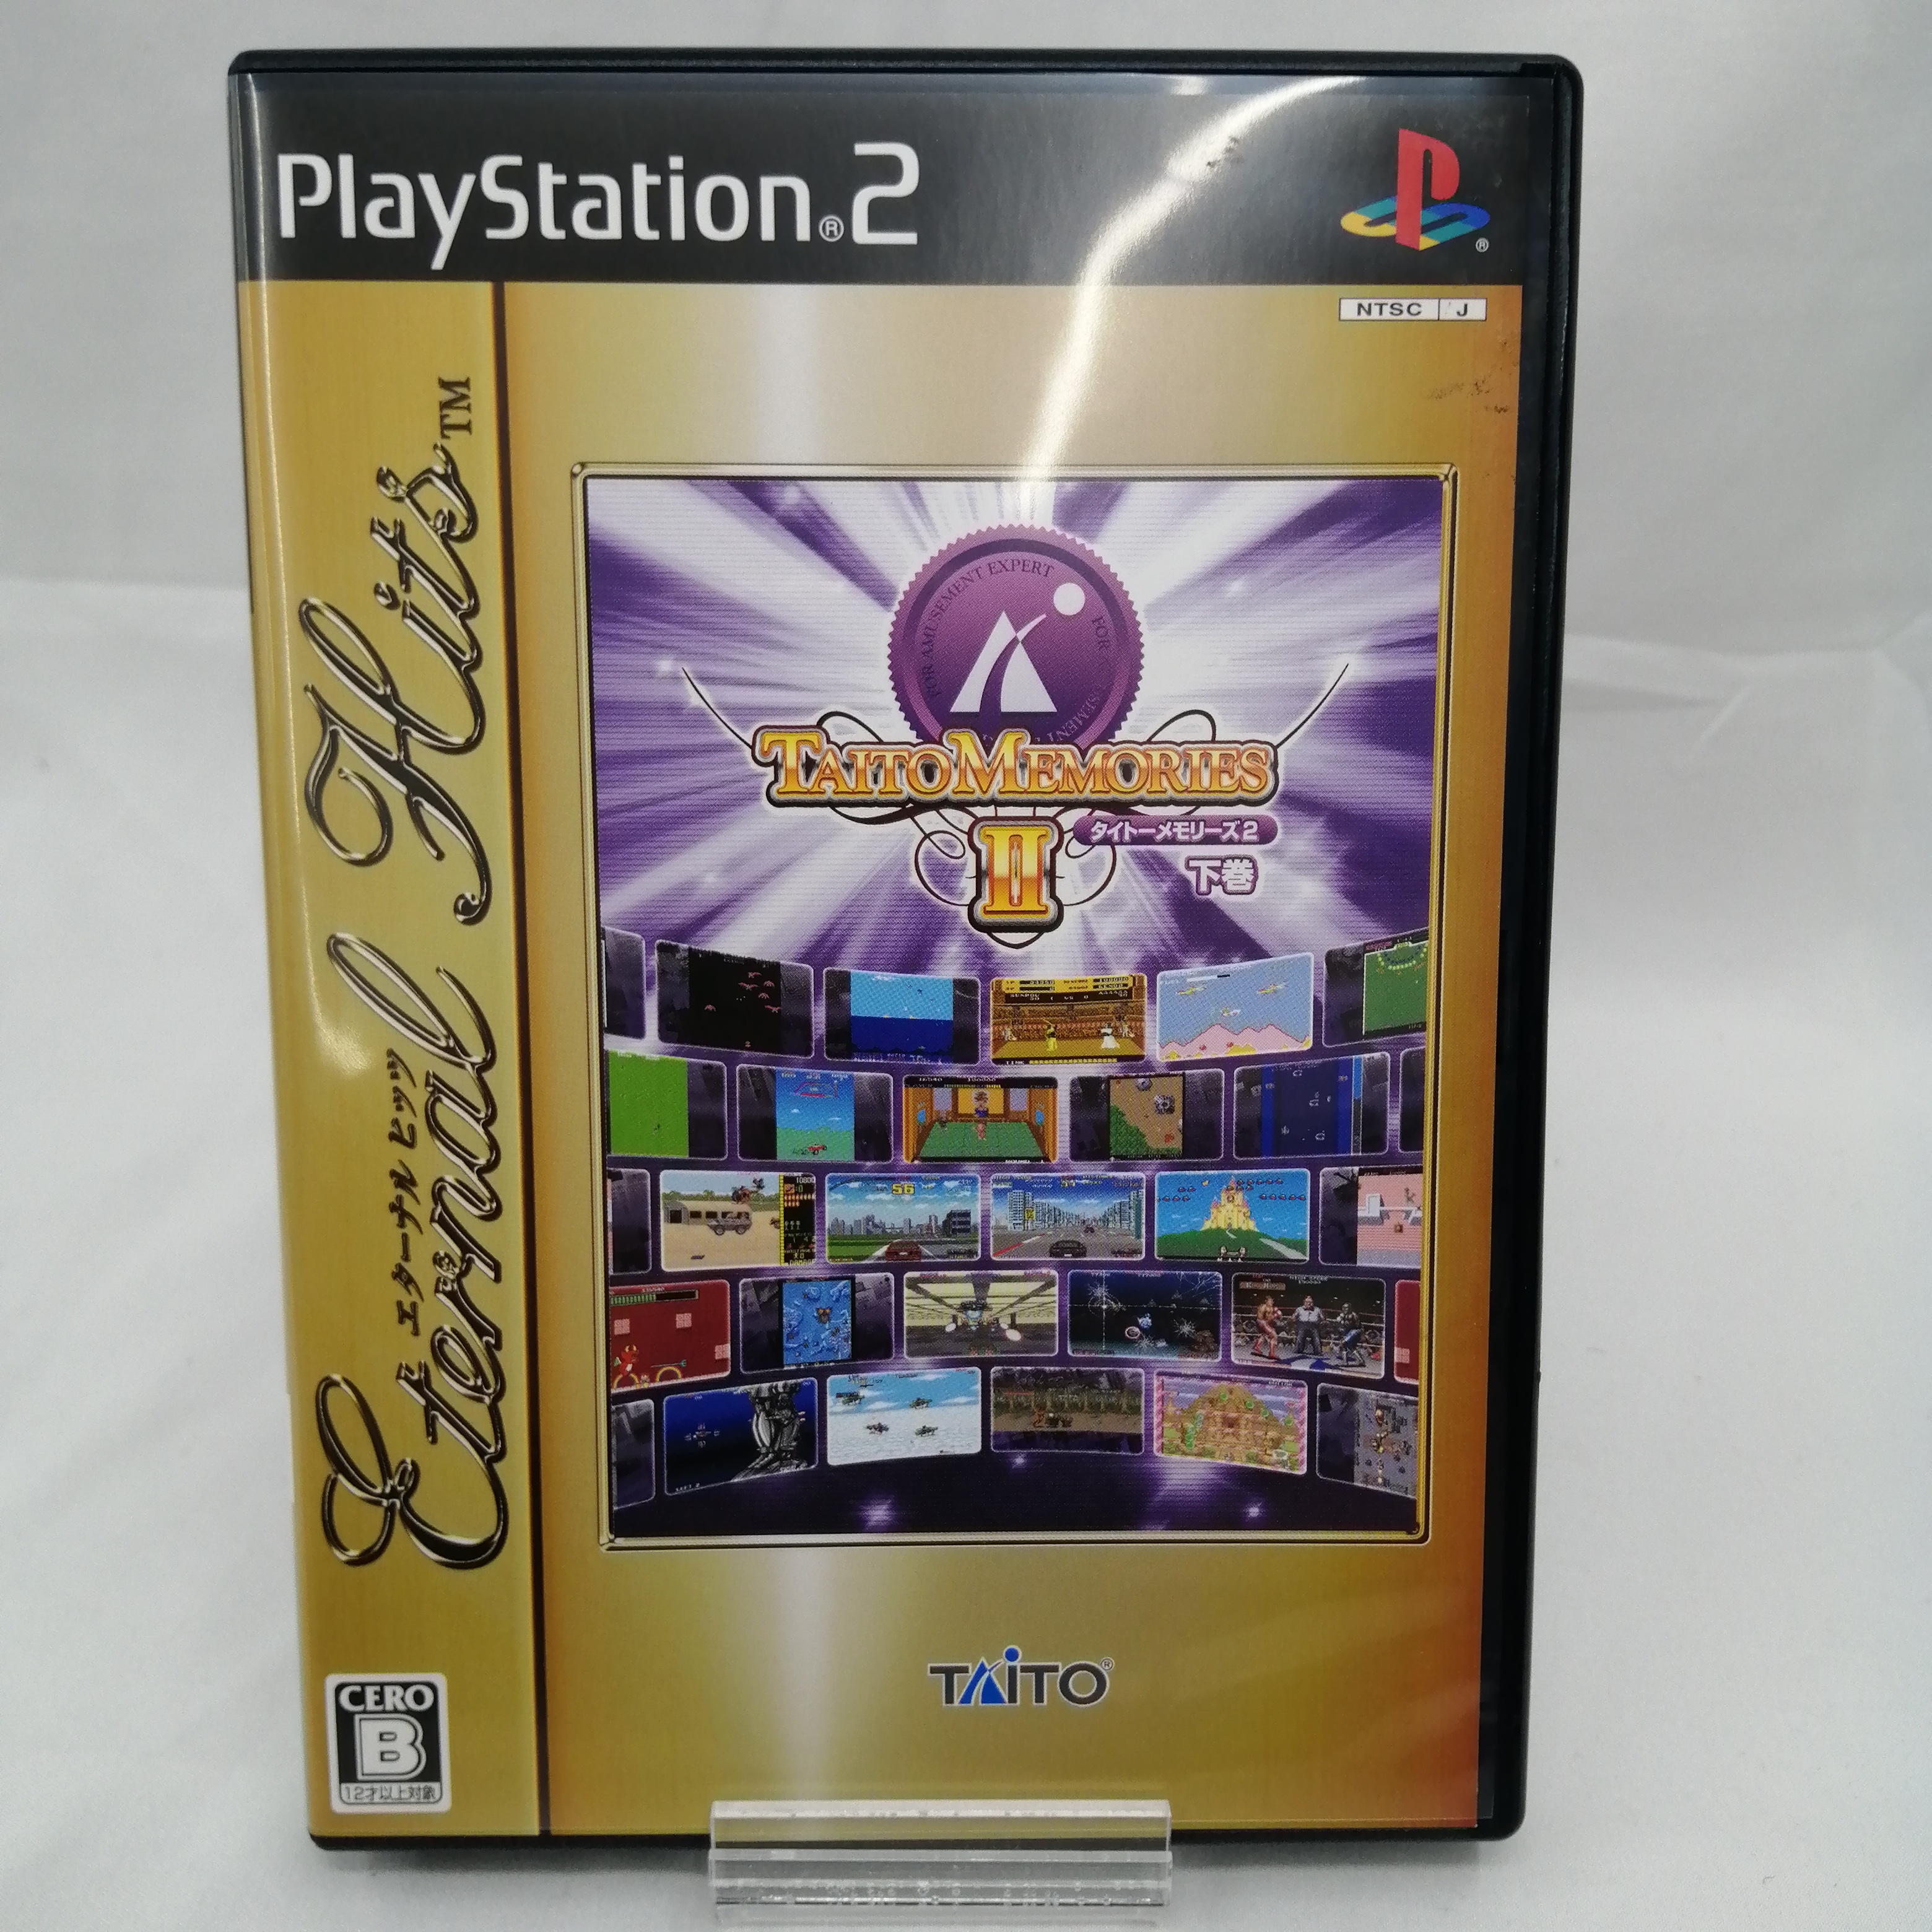 PlayStation®2
NTSC J
Eternal Hits™
エターナル ヒッツ
FOR AMUSEMENT EXPERT
FOR
TAITO MEMORIES
II
タイトーメモリーズ2
下巻
56
TAITO®
CERO
B
12才以上対象